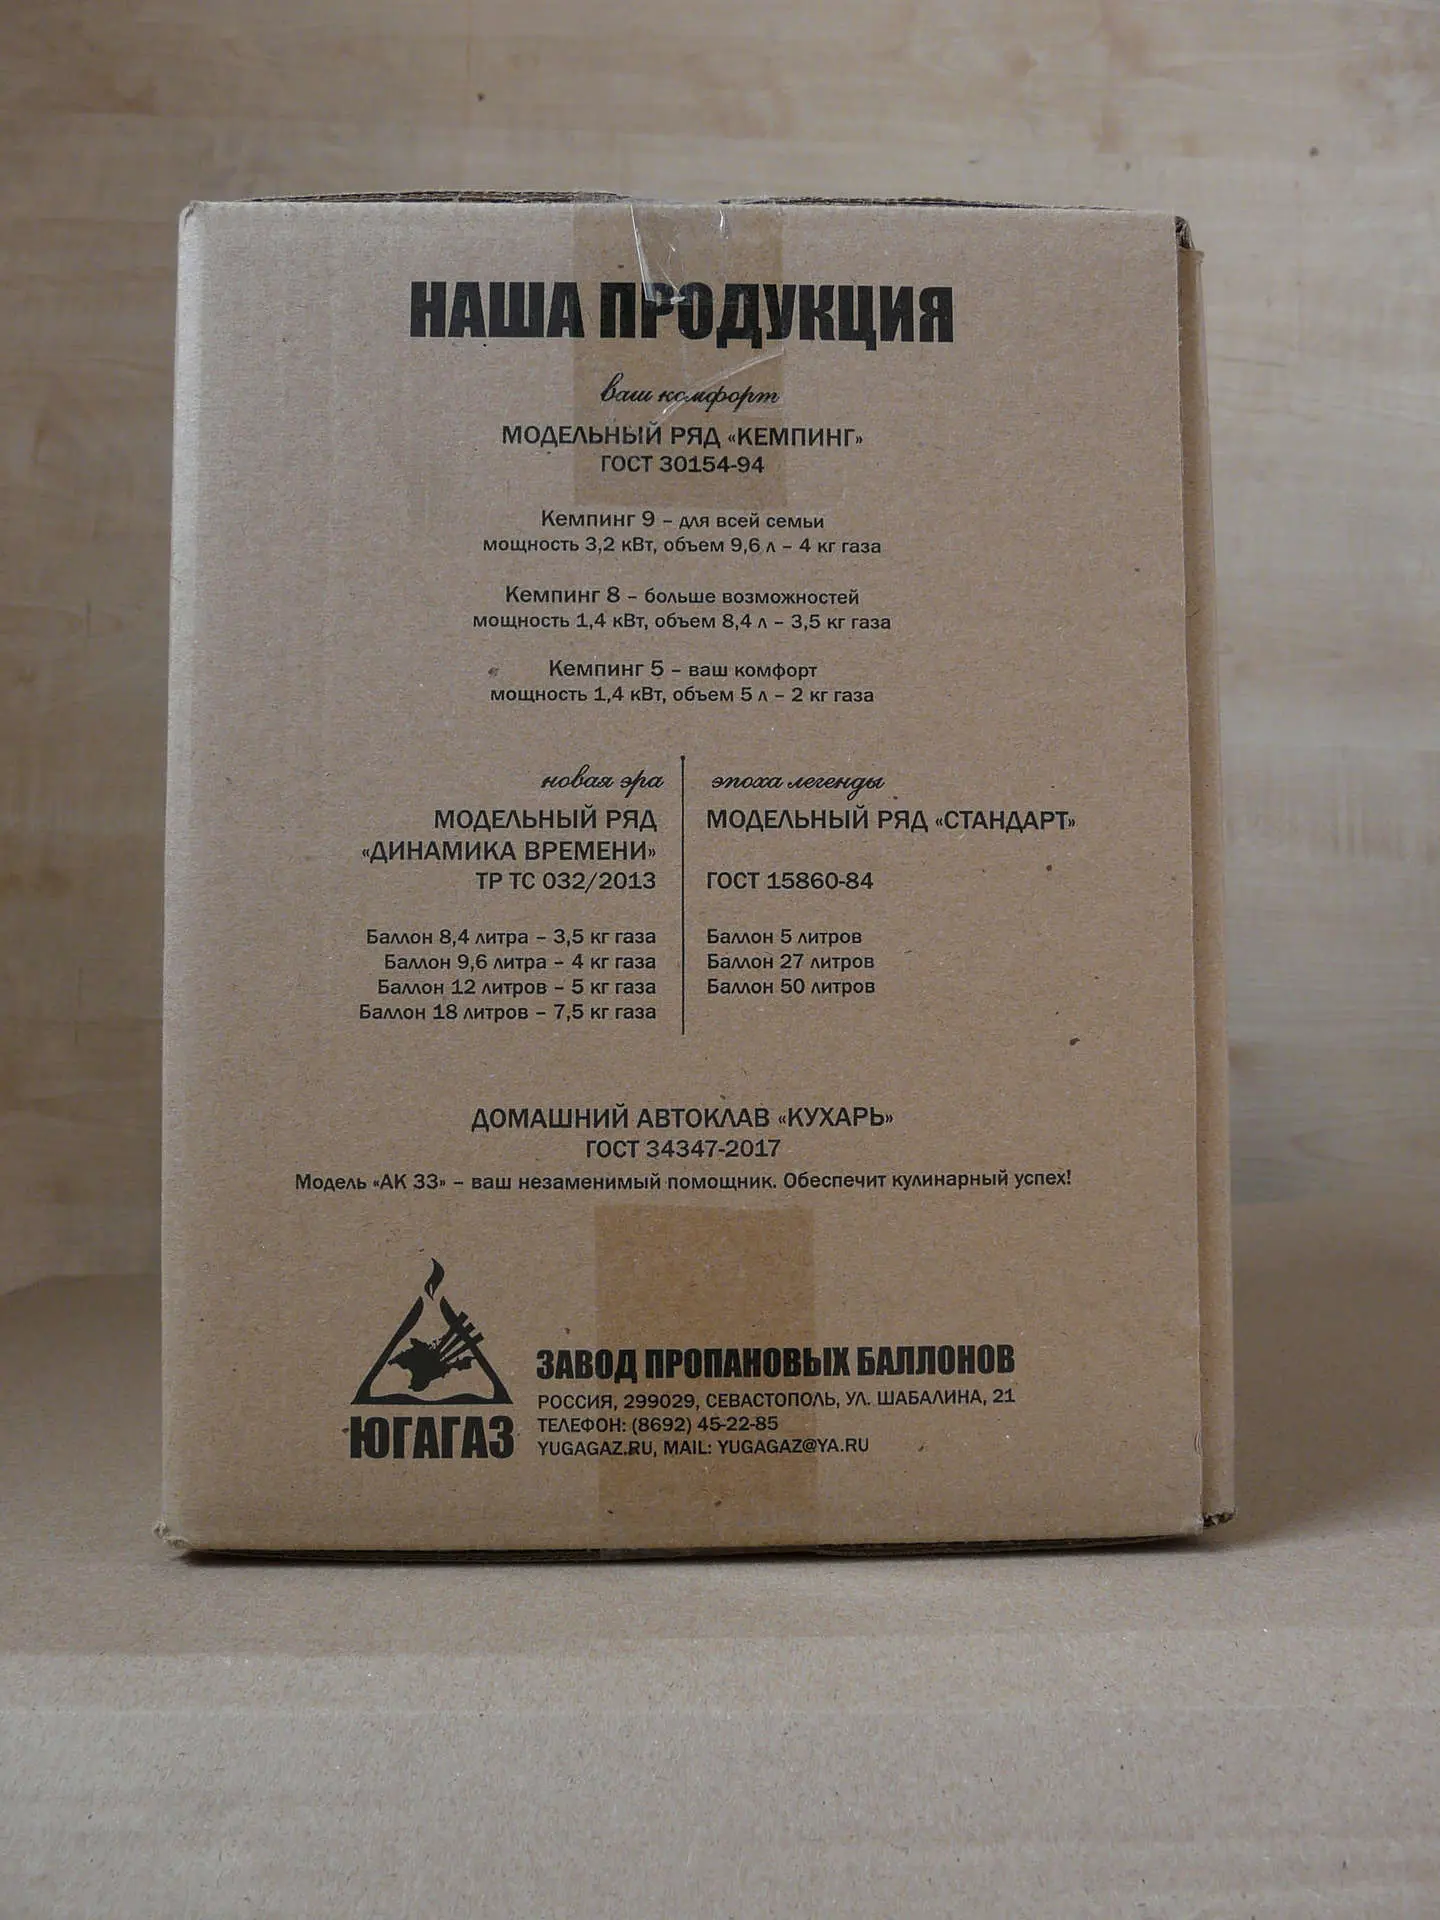 НАША ПРОДУКЦИЯ
ваш комфорт
МОДЕЛЬНЫЙ РЯД «КЕМПИНГ»
ГОСТ 30154-94
Кемпинг 9 – для всей семьи
мощность 3,2 кВт, объем 9,6 л – 4 кг газа
Кемпинг 8 – больше возможностей
мощность 1,4 кВт, объем 8,4 л – 3,5 кг газа
Кемпинг 5 – ваш комфорт
мощность 1,4 кВт, объем 5 л – 2 кг газа
новая эра
МОДЕЛЬНЫЙ РЯД
«ДИНАМИКА ВРЕМЕНИ»
ТР ТС 032/2013
Баллон 8,4 литра – 3,5 кг газа
Баллон 9,6 литра – 4 кг газа
Баллон 12 литров – 5 кг газа
Баллон 18 литров – 7,5 кг газа
эпоха легенды
МОДЕЛЬНЫЙ РЯД «СТАНДАРТ»
ГОСТ 15860-84
Баллон 5 литров
Баллон 27 литров
Баллон 50 литров
ДОМАШНИЙ АВТОКЛАВ «КУХАРЬ»
ГОСТ 34347-2017
Модель «АК 33» – ваш незаменимый помощник. Обеспечит кулинарный успех!
ЮГАГАЗ
ЗАВОД ПРОПАНОВЫХ БАЛЛОНОВ
РОССИЯ, 299029, СЕВАСТОПОЛЬ, УЛ. ШАБАЛИНА, 21
ТЕЛЕФОН: (8692) 45-22-85
YUGAGAZ.RU, MAIL: YUGAGAZ@YA.RU